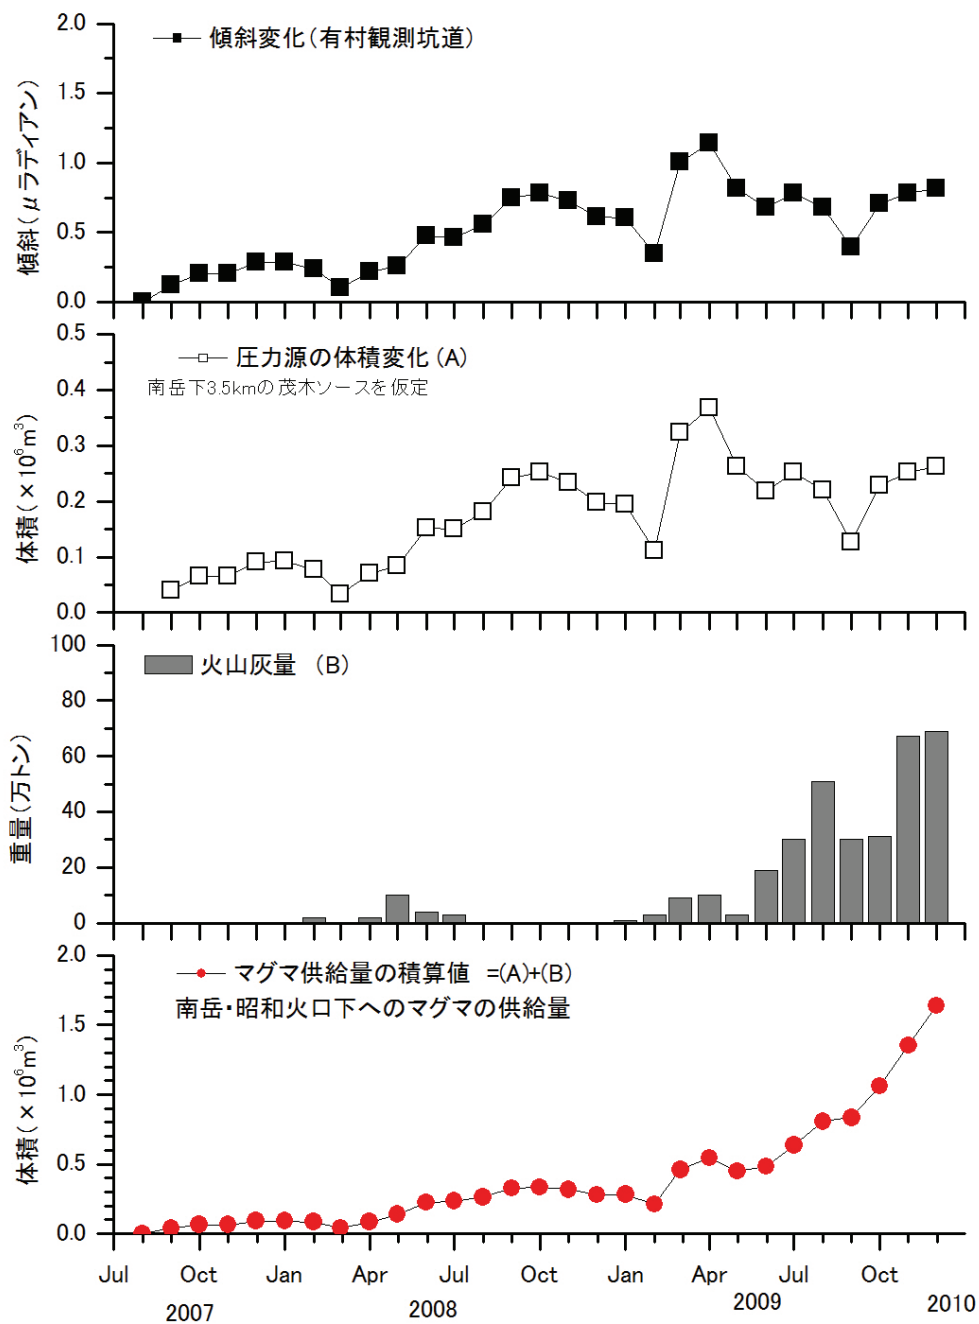 傾斜変化(有村観測坑道)
2.0
1.5
1.0
0.5
0.0
傾斜(μラディアン)
圧力源の体積変化(A)
南岳下3.5kmの茂木ソースを仮定
0.5
0.4
0.3
0.2
0.1
0.0
体積(×10⁶m³)
火山灰量 (B)
100
80
60
40
20
0
重量(万トン)
マグマ供給量の積算値 =(A)+(B)
南岳・昭和火口下へのマグマの供給量
2.0
1.5
1.0
0.5
0.0
体積(×10⁶m³)
Jul Oct Jan Apr Jul Oct Jan Apr Jul Oct
2007 2008 2009 2010